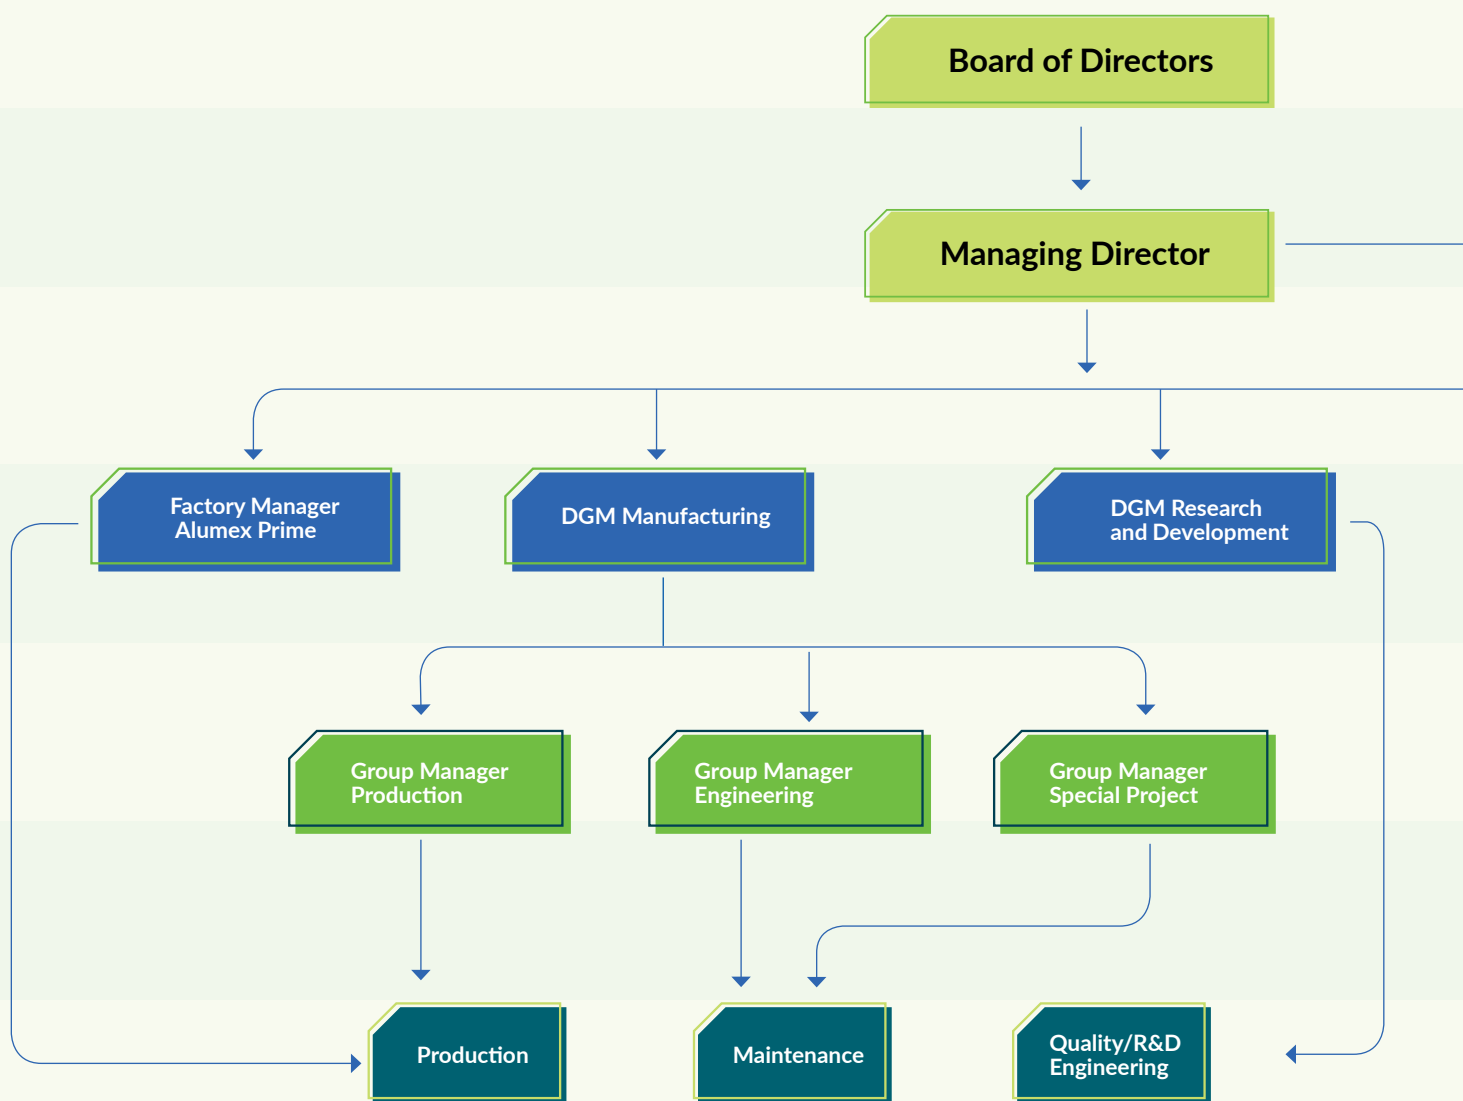 Board of Directors
Managing Director
Factory Manager
Alumex Prime
DGM Manufacturing
DGM Research
and Development
Group Manager
Production
Group Manager
Engineering
Group Manager
Special Project
Production
Maintenance
Quality/R&D
Engineering